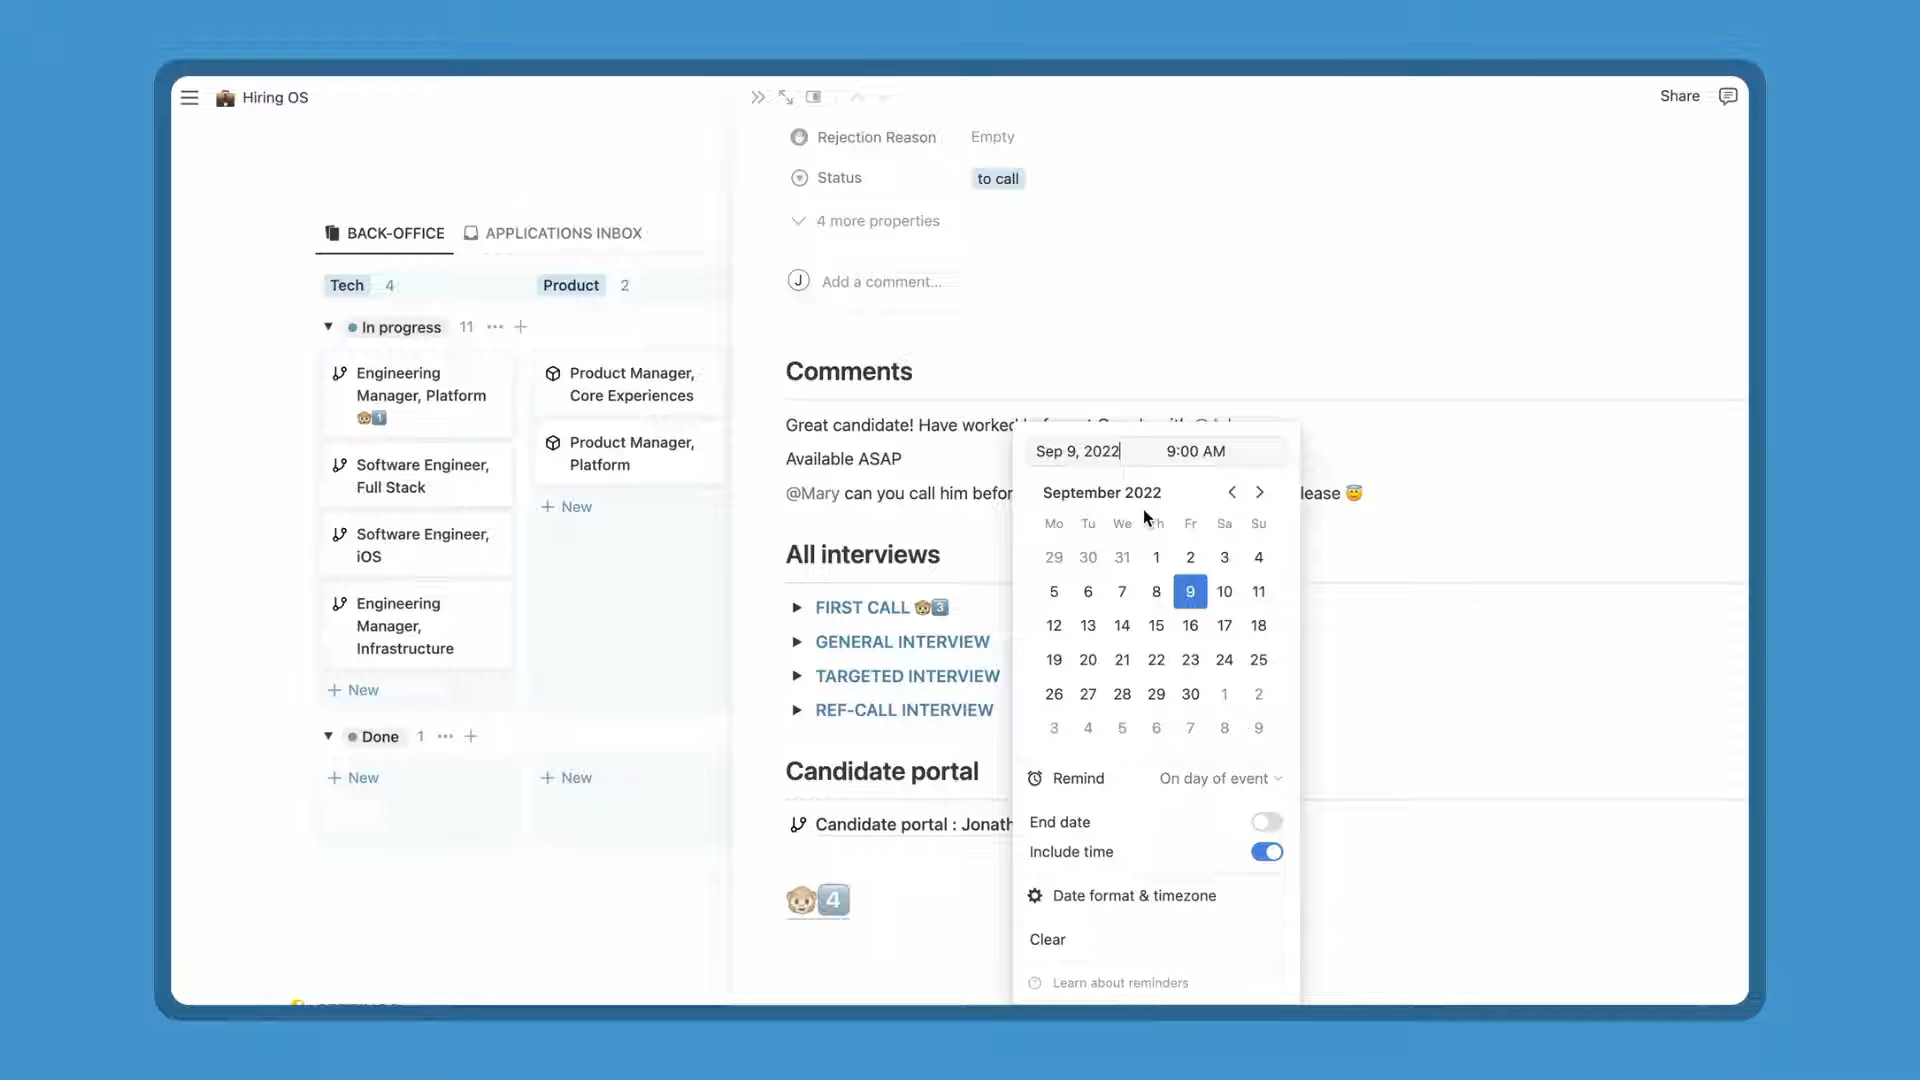 Hiring OS
Share
BACK-OFFICE
APPLICATIONS INBOX
Tech 4
Product 2
In progress 11
Engineering
Manager, Platform
1
Software Engineer,
Full Stack
Software Engineer,
iOS
Engineering
Manager,
Infrastructure
+ New
Product Manager,
Core Experiences
Product Manager,
Platform
+ New
Done 1
+ New
+ New
Rejection Reason Empty
Status to call
4 more properties
J Add a comment...
Comments
Great candidate! Have worked
Available ASAP
@Mary can you call him
All interviews
FIRST CALL 3
GENERAL INTERVIEW
TARGETED INTERVIEW
REF-CALL INTERVIEW
Candidate portal
Candidate portal :
4
Sep 9, 2022 9:00 AM
September 2022
Mo Tu We Fr Sa Su
29 30 31 1 2 3 4
5 6 7 8 9 10 11
12 13 14 15 16 17 18
19 20 21 22 23 24 25
26 27 28 29 30 1 2
3 4 5 6 7 8 9
Remind On day of event
End date
Include time
Date format & timezone
Clear
Learn about reminders